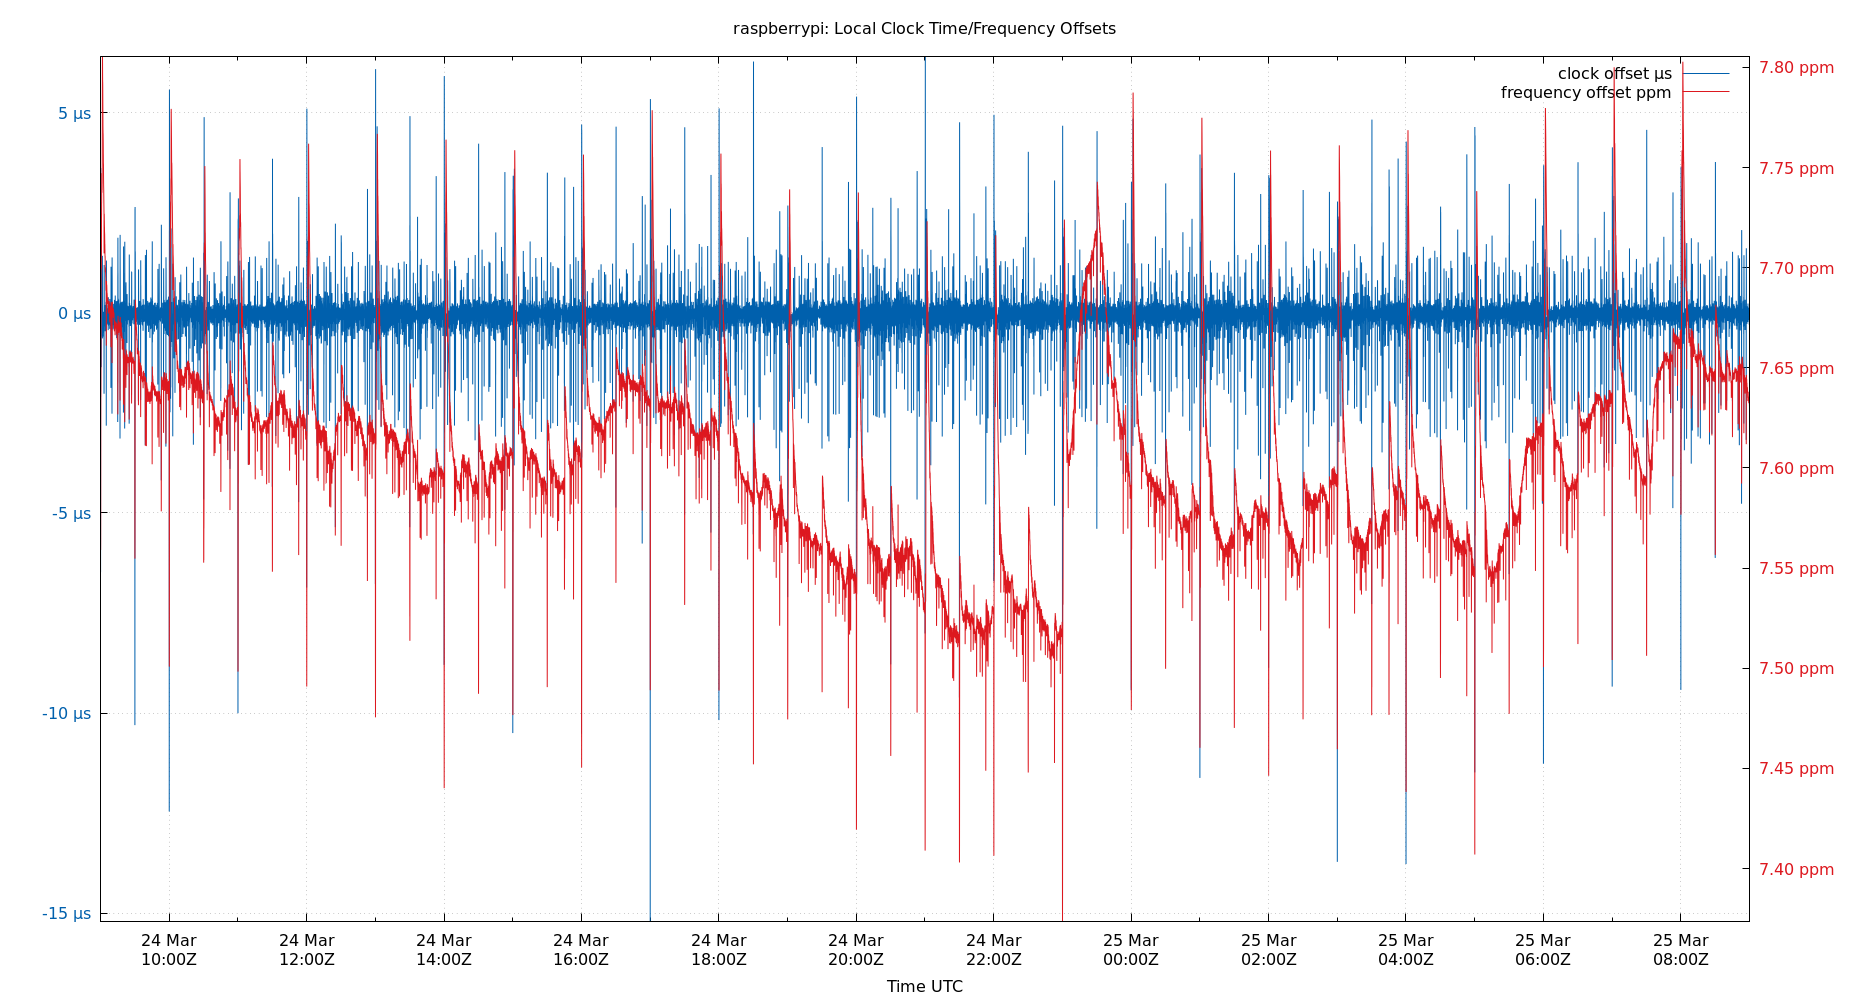 raspberrypi: Local Clock Time/Frequency Offsets
clock offset µs
frequency offset ppm
5 µs
0 µs
-5 µs
-10 µs
-15 µs
7.80 ppm
7.75 ppm
7.70 ppm
7.65 ppm
7.60 ppm
7.55 ppm
7.50 ppm
7.45 ppm
7.40 ppm
24 Mar 24 Mar 24 Mar 24 Mar 24 Mar 24 Mar 24 Mar 25 Mar 25 Mar 25 Mar 25 Mar 25 Mar
10:00Z 12:00Z 14:00Z 16:00Z 18:00Z 20:00Z 22:00Z 00:00Z 02:00Z 04:00Z 06:00Z 08:00Z
Time UTC